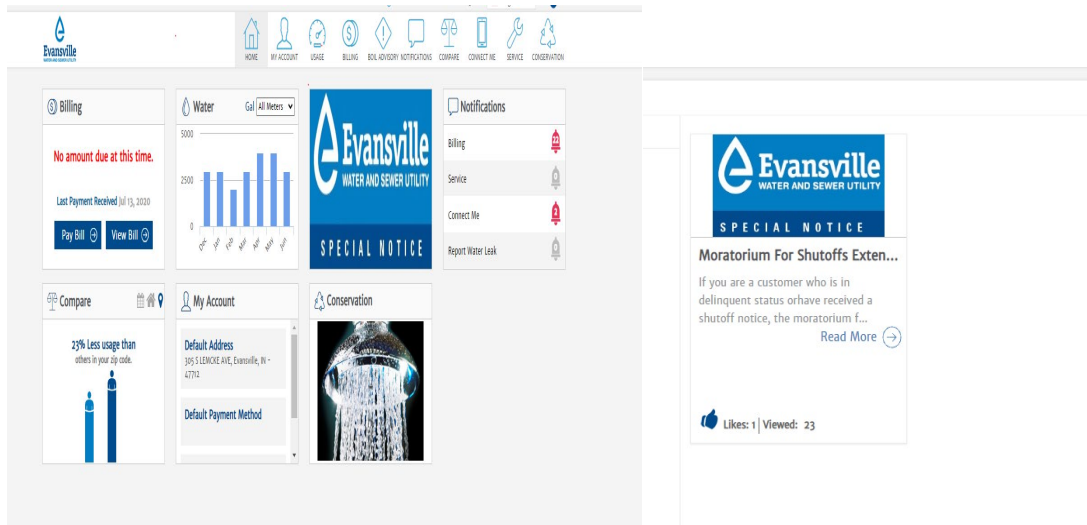 Evansville
WATER AND SEWER UTILITY
HOME
MY ACCOUNT
USAGE
BILLING
BOIL ADVISORY
NOTIFICATIONS
COMPARE
CONNECT ME
SERVICE
CONSERVATION
Billing
No amount due at this time.
Last Payment Received Jul 13, 2020
Pay Bill
View Bill
Water
Gal All Meters
5000
2500
0
Dec Jan Feb Mar Apr May Jun
Evansville
WATER AND SEWER UTILITY
SPECIAL NOTICE
Notifications
Billing 22
Service 0
Connect Me 2
Report Water Leak 0
Compare
23% Less usage than
others in your zip code.
My Account
Default Address
305 S LEMCKE AVE, Evansville, IN -
47712
Default Payment Method
Conservation
Evansville
WATER AND SEWER UTILITY
SPECIAL NOTICE
Moratorium For Shutoffs Exten...
If you are a customer who is in
delinquent status orhave received a
shutoff notice, the moratorium f...
Read More
Likes: 1 | Viewed: 23